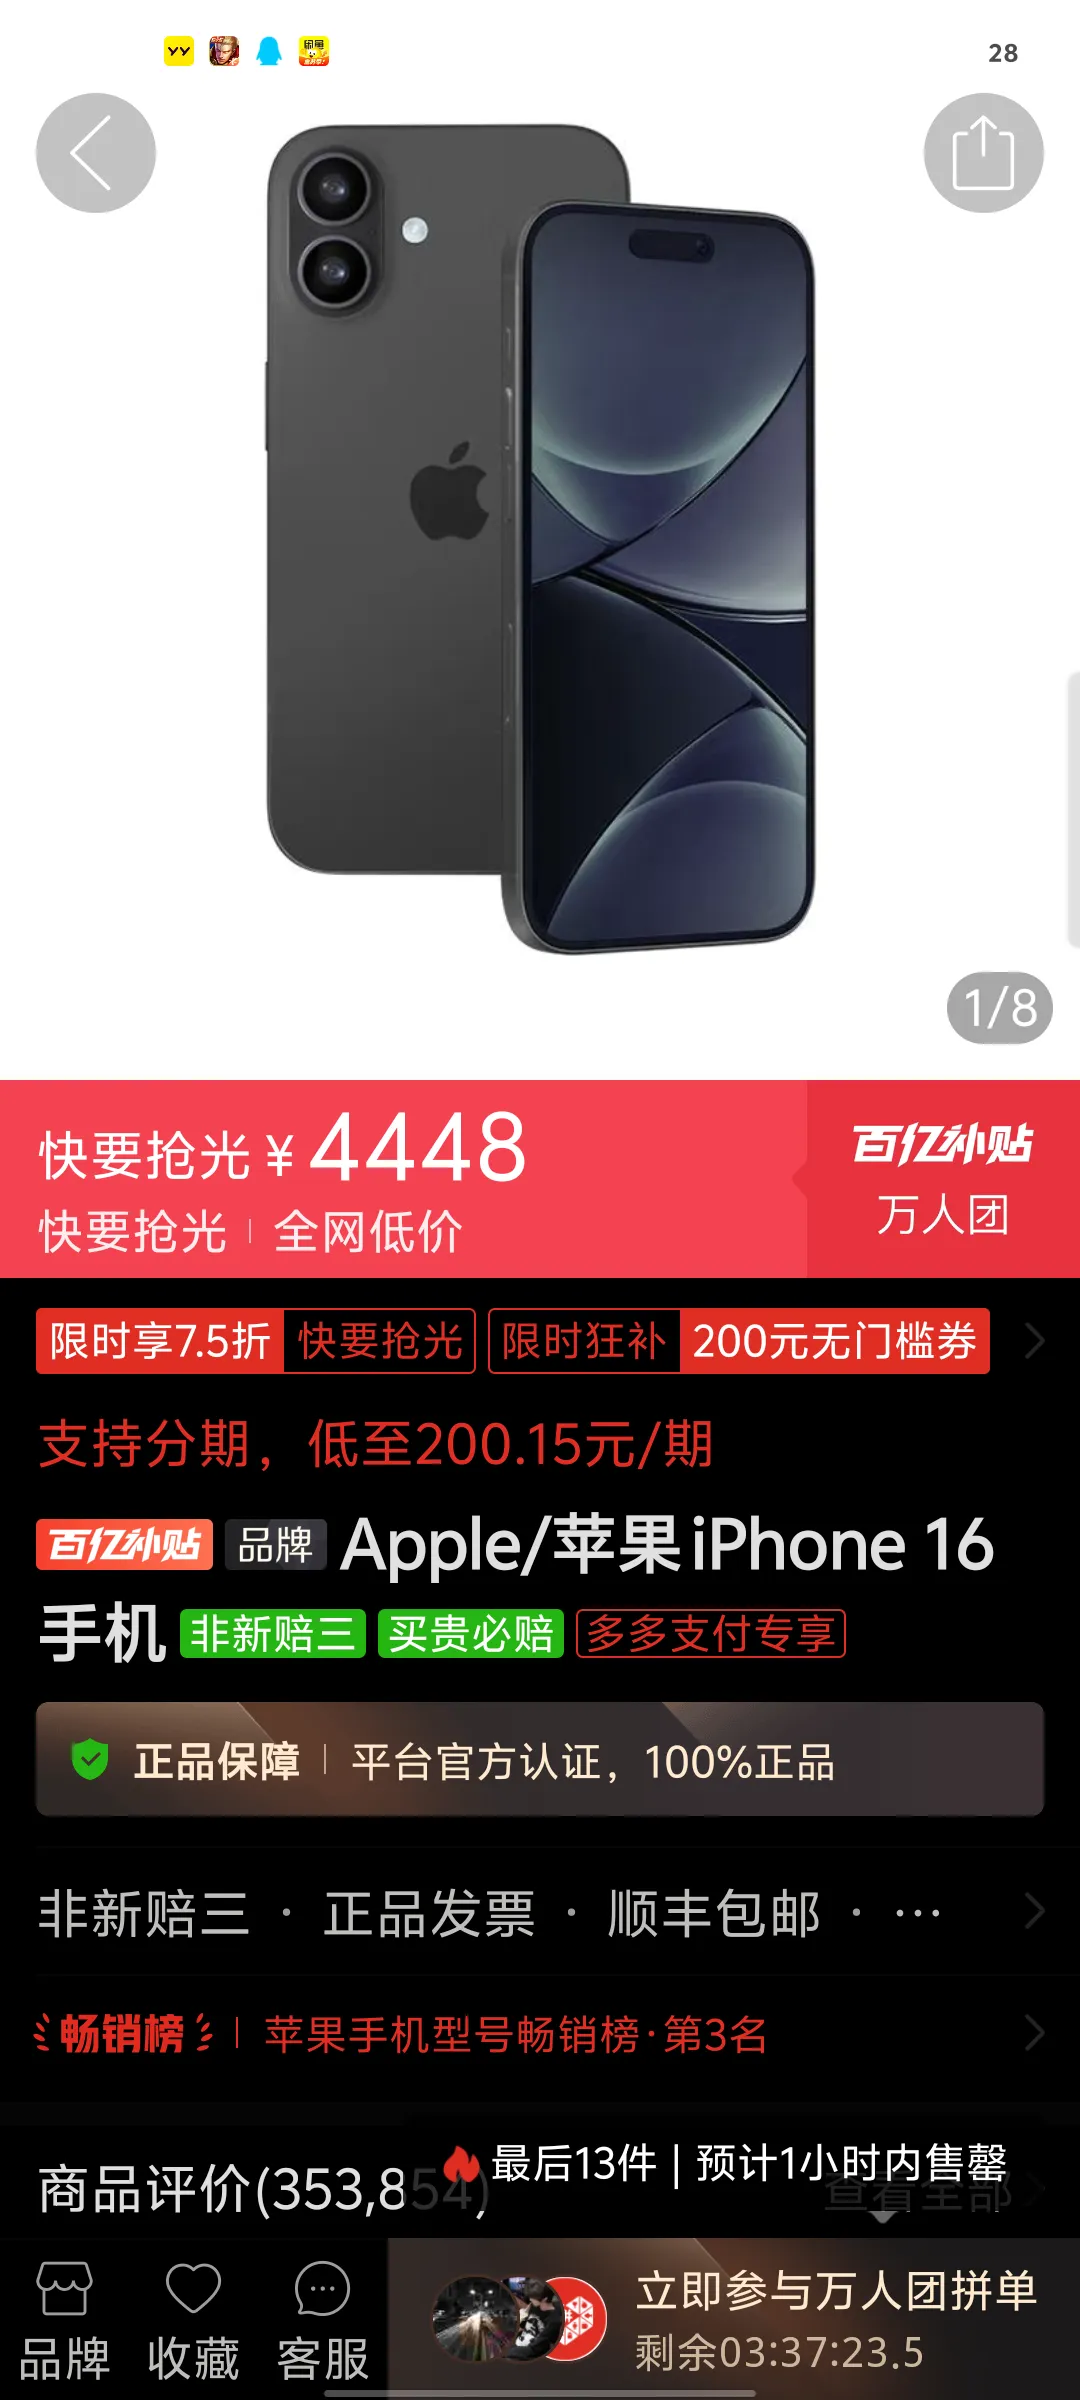 28
1/8
快要抢光 ¥4448
快要抢光 | 全网低价
百亿补贴
万人团
限时享7.5折 快要抢光 限时狂补 200元无门槛券
支持分期，低至200.15元/期
百亿补贴 品牌 Apple/苹果iPhone 16
手机 非新赔三 买贵必赔 多多支付专享
正品保障 | 平台官方认证，100%正品
非新赔三 · 正品发票 · 顺丰包邮 · ...
畅销榜 | 苹果手机型号畅销榜·第3名
最后13件 | 预计1小时内售罄
商品评价(353,854) 查看全部
品牌 收藏 客服
立即参与万人团拼单
剩余03:37:23.5